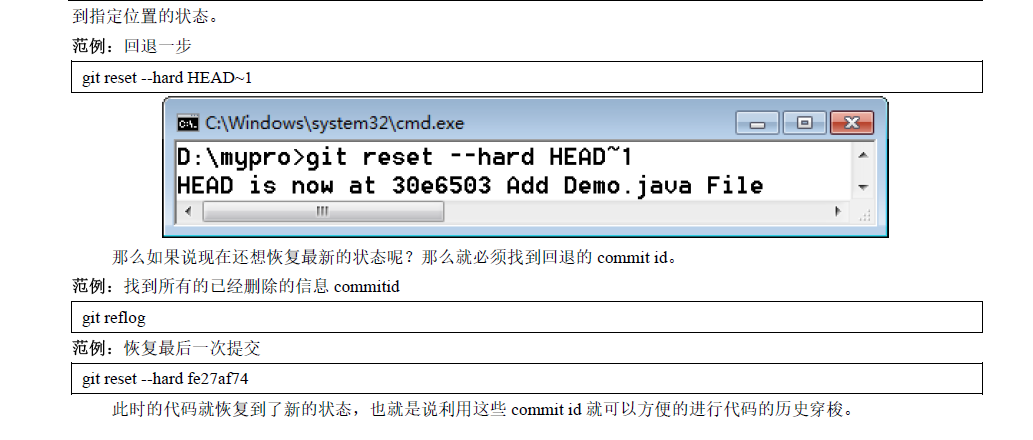 到指定位置的状态。
范例：回退一步
git reset --hard HEAD~1
C:\Windows\system32\cmd.exe
D:\mypro>git reset --hard HEAD~1
HEAD is now at 30e6503 Add Demo.java File
那么如果说现在还想恢复最新的状态呢？那么就必须找到回退的 commit id。
范例：找到所有的已经删除的信息 commitid
git reflog
范例：恢复最后一次提交
git reset --hard fe27af74
此时的代码就恢复到了新的状态，也就是说利用这些 commit id 就可以方便的进行代码的历史穿梭。